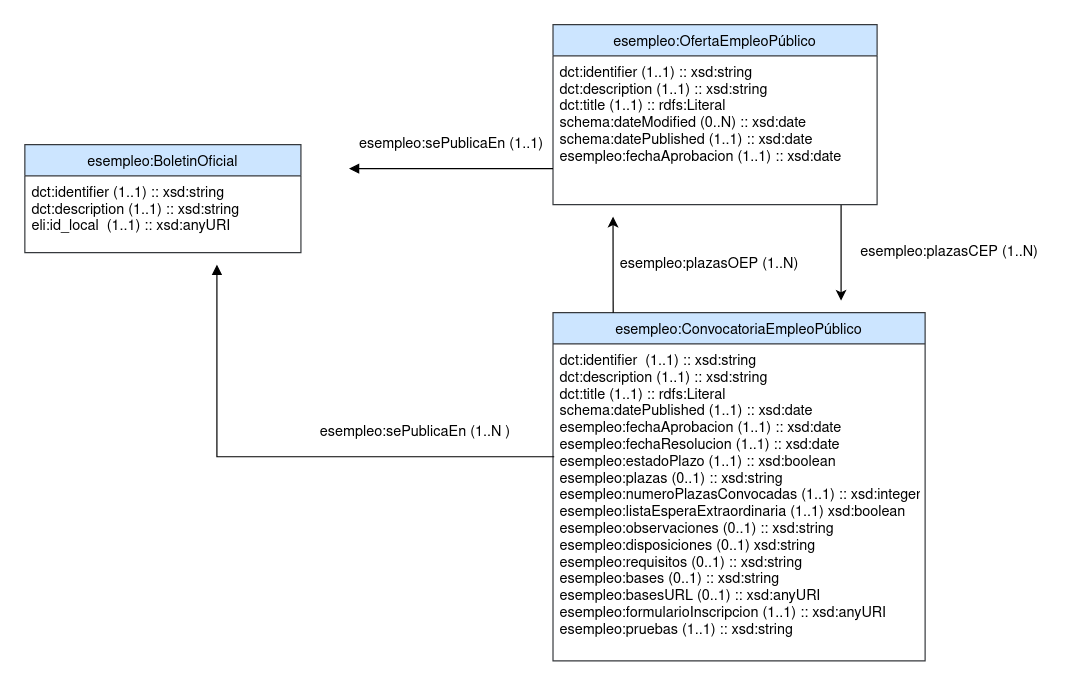 esempleo:OfertaEmpleoPúblico
dct:identifier (1..1) :: xsd:string
dct:description (1..1) :: xsd:string
dct:title (1..1) :: rdfs:Literal
schema:dateModified (0..N) :: xsd:date
schema:datePublished (1..1) :: xsd:date
esempleo:fechaAprobacion (1..1) :: xsd:date
esempleo:sePublicaEn (1..1)
esempleo:BoletinOficial
dct:identifier (1..1) :: xsd:string
dct:description (1..1) :: xsd:string
eli:id_local  (1..1) :: xsd:anyURI
esempleo:plazasOEP (1..N)
esempleo:plazasCEP (1..N)
esempleo:ConvocatoriaEmpleoPúblico
dct:identifier  (1..1) :: xsd:string
dct:description (1..1) :: xsd:string
dct:title (1..1) :: rdfs:Literal
schema:datePublished (1..1) :: xsd:date
esempleo:fechaAprobacion (1..1) :: xsd:date
esempleo:fechaResolucion (1..1) :: xsd:date
esempleo:estadoPlazo (1..1) :: xsd:boolean
esempleo:plazas (0..1) :: xsd:string
esempleo:numeroPlazasConvocadas (1..1) :: xsd:integer
esempleo:listaEsperaExtraordinaria (1..1) xsd:boolean
esempleo:observaciones (0..1) :: xsd:string
esempleo:disposiciones (0..1) xsd:string
esempleo:requisitos (0..1) :: xsd:string
esempleo:bases (0..1) :: xsd:string
esempleo:basesURL (0..1) :: xsd:anyURI
esempleo:formularioInscripcion (1..1) :: xsd:anyURI
esempleo:pruebas (1..1) :: xsd:string
esempleo:sePublicaEn (1..N )